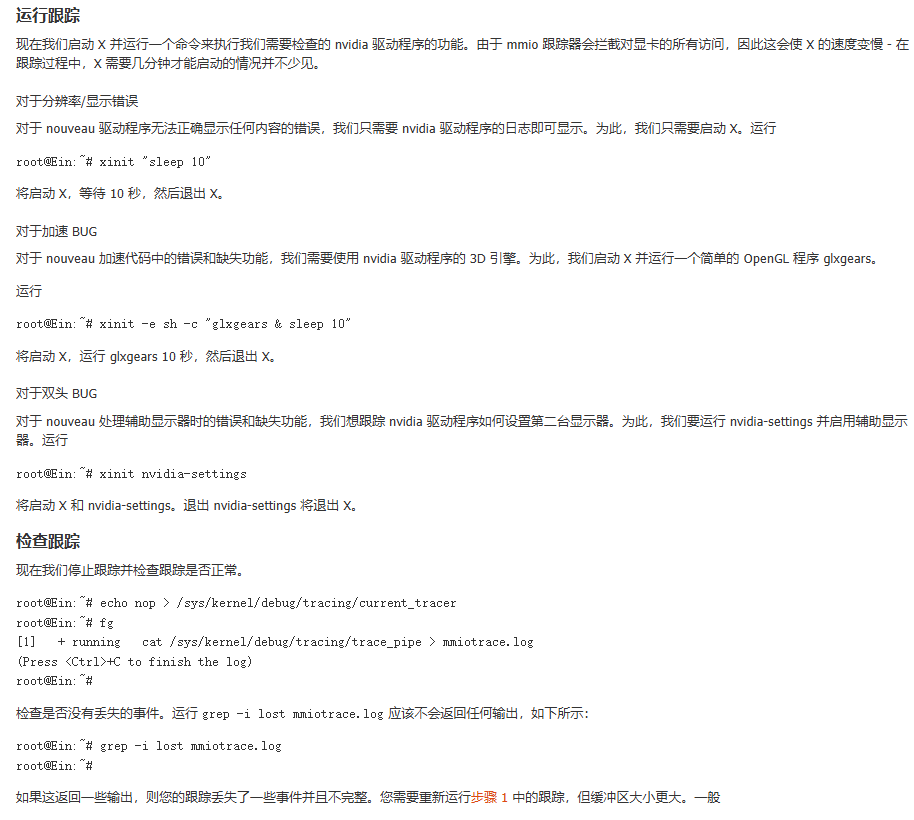 运行跟踪
现在我们启动 X 并运行一个命令来执行我们需要检查的 nvidia 驱动程序的功能。由于 mmio 跟踪器会拦截对显卡的所有访问，因此这会使 X 的速度变慢 - 在
跟踪过程中，X 需要几分钟才能启动的情况并不少见。
对于分辨率/显示错误
对于 nouveau 驱动程序无法正确显示任何内容的错误，我们只需要 nvidia 驱动程序的日志即可显示。为此，我们只需要启动 X。运行
root@Ein:~# xinit "sleep 10"
将启动 X，等待 10 秒，然后退出 X。
对于加速 BUG
对于 nouveau 加速代码中的错误和缺失功能，我们需要使用 nvidia 驱动程序的 3D 引擎。为此，我们启动 X 并运行一个简单的 OpenGL 程序 glxgears。
运行
root@Ein:~# xinit -e sh -c "glxgears & sleep 10"
将启动 X，运行 glxgears 10 秒，然后退出 X。
对于双头 BUG
对于 nouveau 处理辅助显示器时的错误和缺失功能，我们想跟踪 nvidia 驱动程序如何设置第二台显示器。为此，我们要运行 nvidia-settings 并启用辅助显示
器。运行
root@Ein:~# xinit nvidia-settings
将启动 X 和 nvidia-settings。退出 nvidia-settings 将退出 X。
检查跟踪
现在我们停止跟踪并检查跟踪是否正常。
root@Ein:~# echo nop > /sys/kernel/debug/tracing/current_tracer
root@Ein:~# fg
[1]   + running   cat /sys/kernel/debug/tracing/trace_pipe > mmiotrace.log
(Press <Ctrl>+C to finish the log)
root@Ein:~#
检查是否没有丢失的事件。运行 grep -i lost mmiotrace.log 应该不会返回任何输出，如下所示：
root@Ein:~# grep -i lost mmiotrace.log
root@Ein:~#
如果这返回一些输出，则您的跟踪丢失了一些事件并且不完整。您需要重新运行步骤 1 中的跟踪，但缓冲区大小更大。一般